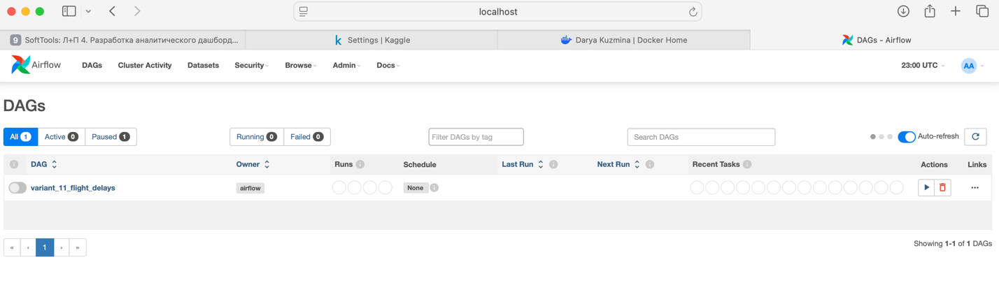 localhost
9 SoftTools: Л+П 4. Разработка аналитического дашборд...
Settings | Kaggle
Darya Kuzmina | Docker Home
DAGs - Airflow
Airflow DAGs Cluster Activity Datasets Security Browse Admin Docs 23:00 UTC AA
DAGs
All 1 Active 0 Paused 1 Running 0 Failed 0 Filter DAGs by tag Search DAGs Auto-refresh
DAG Owner Runs Schedule Last Run Next Run Recent Tasks Actions Links
variant_11_flight_delays airflow None ...
« ‹ 1 › »
Showing 1-1 of 1 DAGs